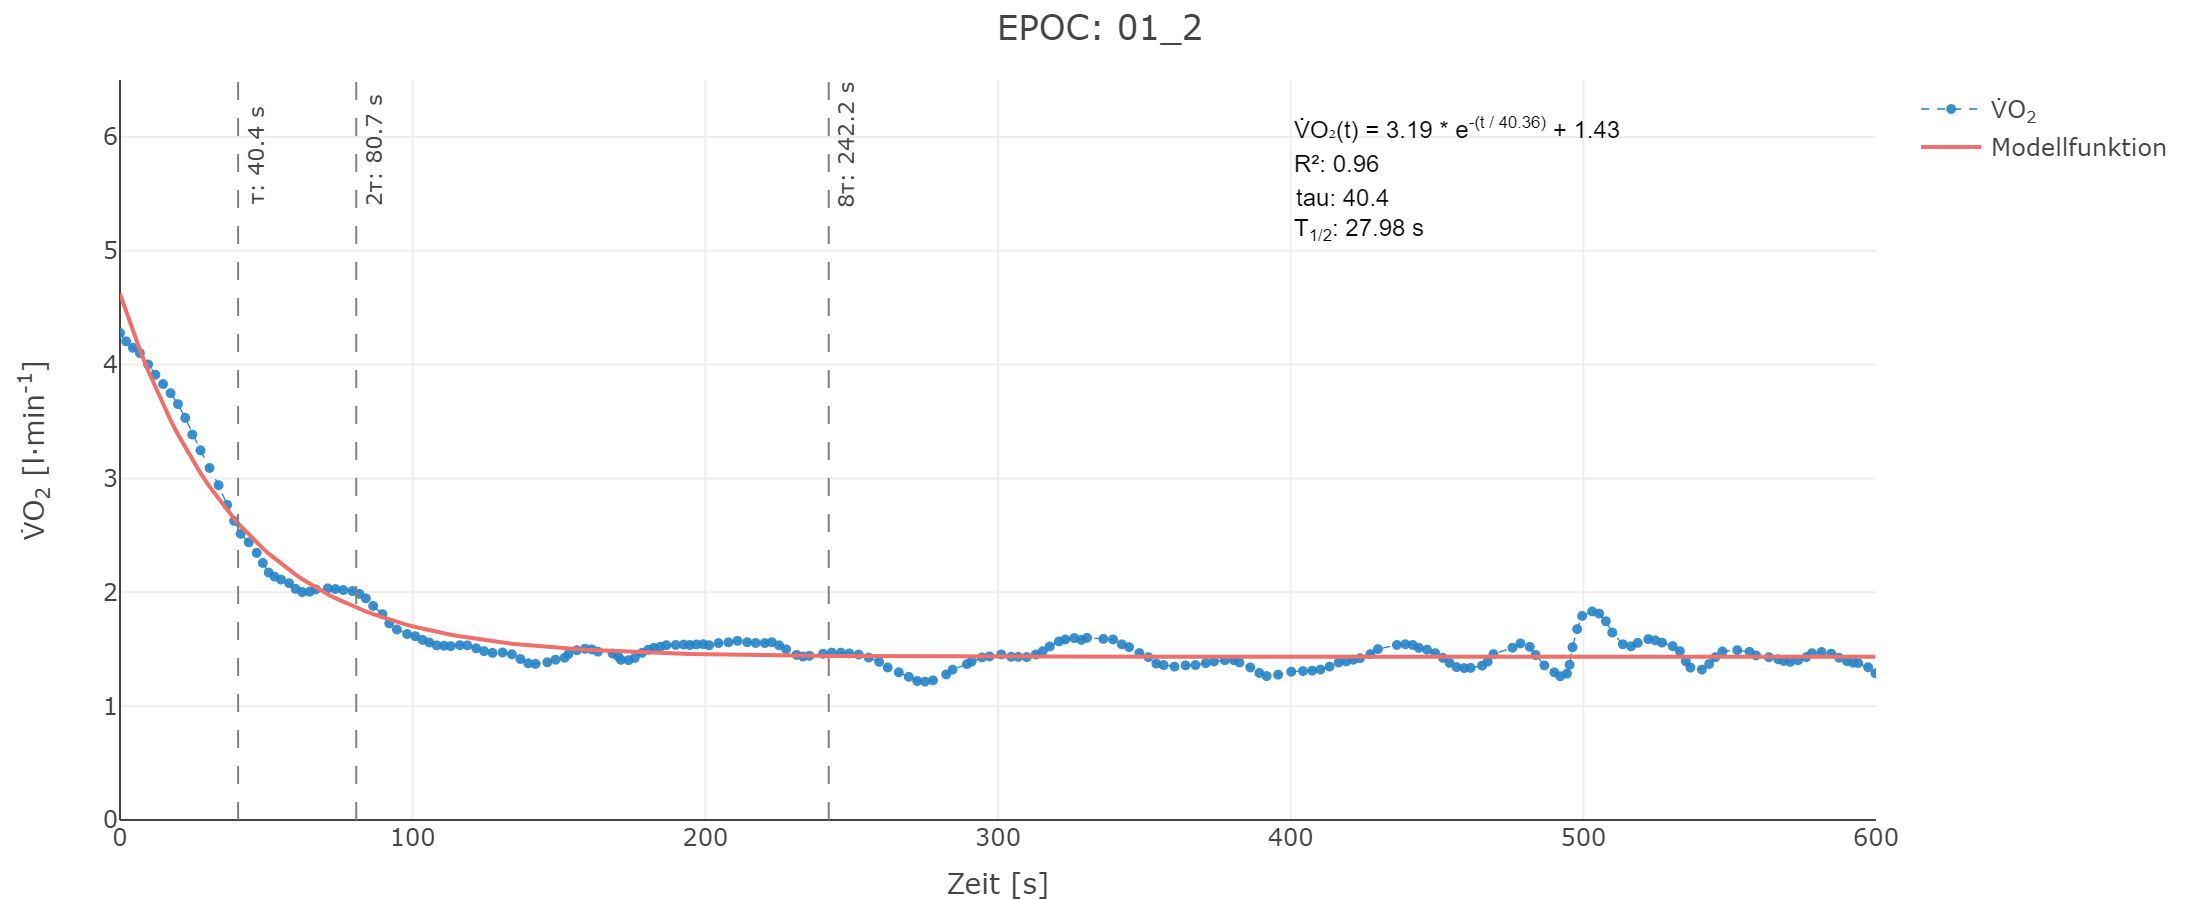 EPOC: 01_2
τ: 40.4 s
2τ: 80.7 s
8τ: 242.2 s
V̇O₂(t) = 3.19 * e^-(t / 40.36) + 1.43
R²: 0.96
tau: 40.4
T1/2: 27.98 s
V̇O₂
Modellfunktion
V̇O₂ [l·min⁻¹]
6
5
4
3
2
1
0
0 100 200 300 400 500 600
Zeit [s]